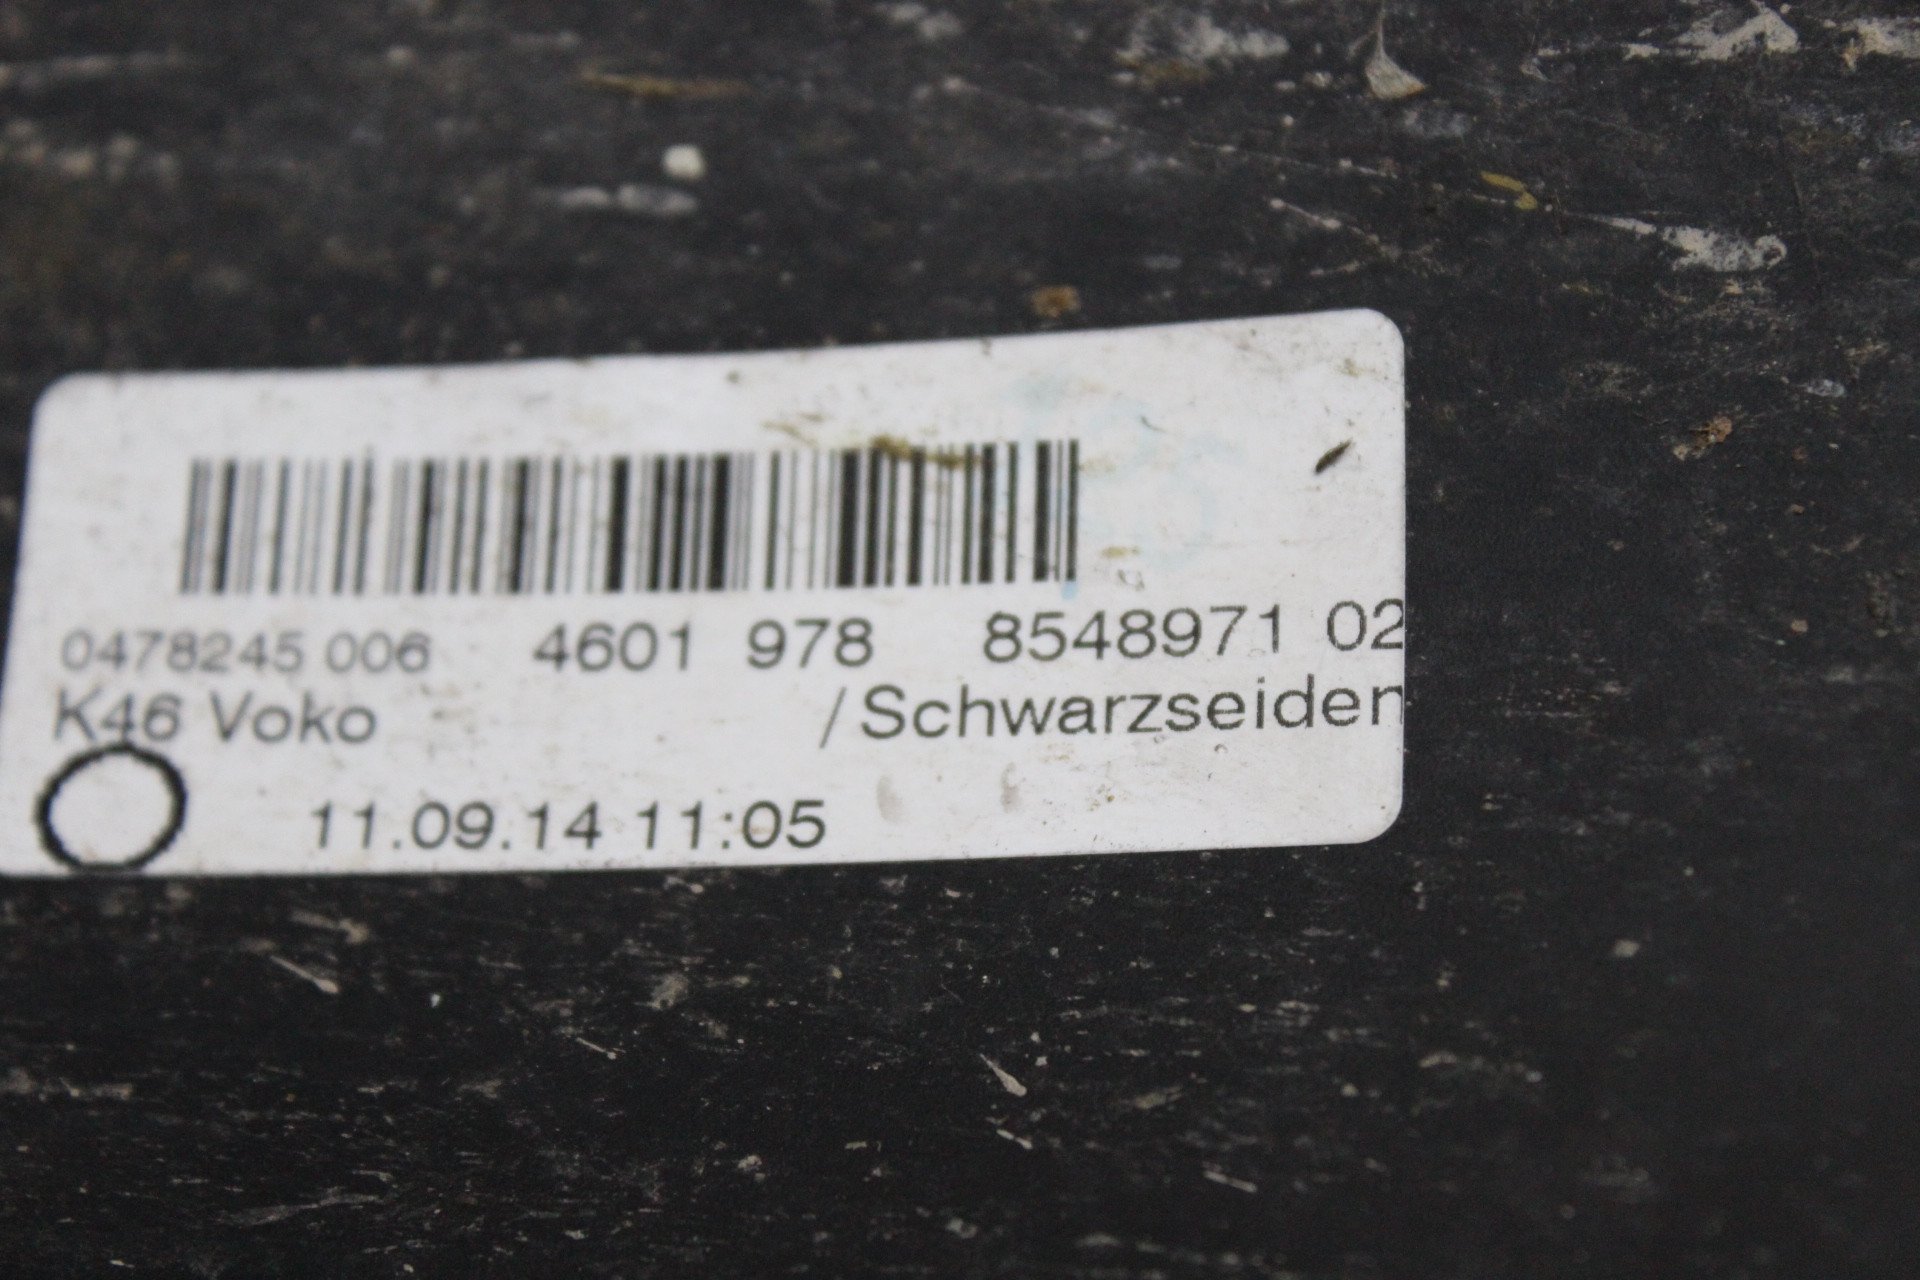 0478245 006 4601 978 8548971 02
K46 Voko /Schwarzseiden
11.09.14 11:05